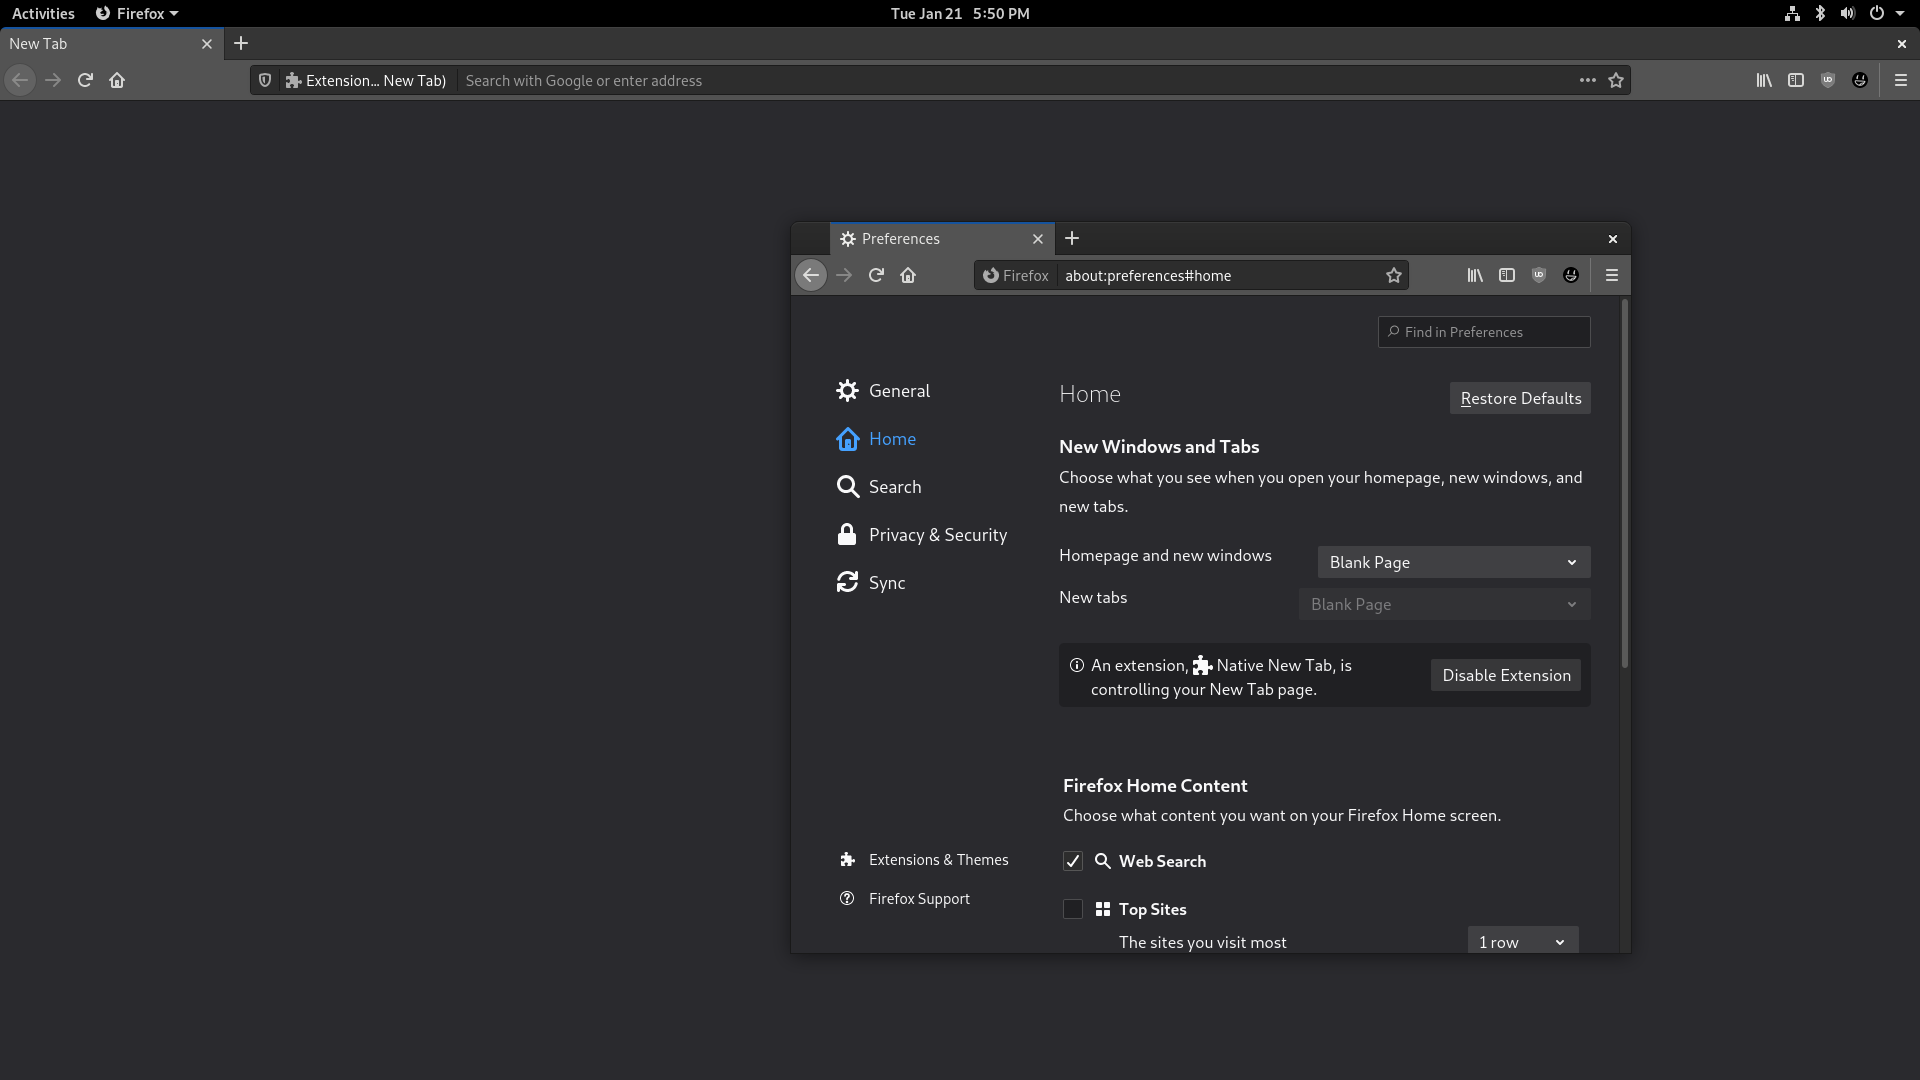 Activities Firefox Tue Jan 21 5:50 PM
New Tab
Extension... New Tab) Search with Google or enter address
Preferences
Firefox about:preferences#home
Find in Preferences
General
Home
Search
Privacy & Security
Sync
Extensions & Themes
Firefox Support
Home
Restore Defaults
New Windows and Tabs
Choose what you see when you open your homepage, new windows, and
new tabs.
Homepage and new windows Blank Page
New tabs Blank Page
An extension, Native New Tab, is
controlling your New Tab page.
Disable Extension
Firefox Home Content
Choose what content you want on your Firefox Home screen.
Web Search
Top Sites
The sites you visit most 1 row